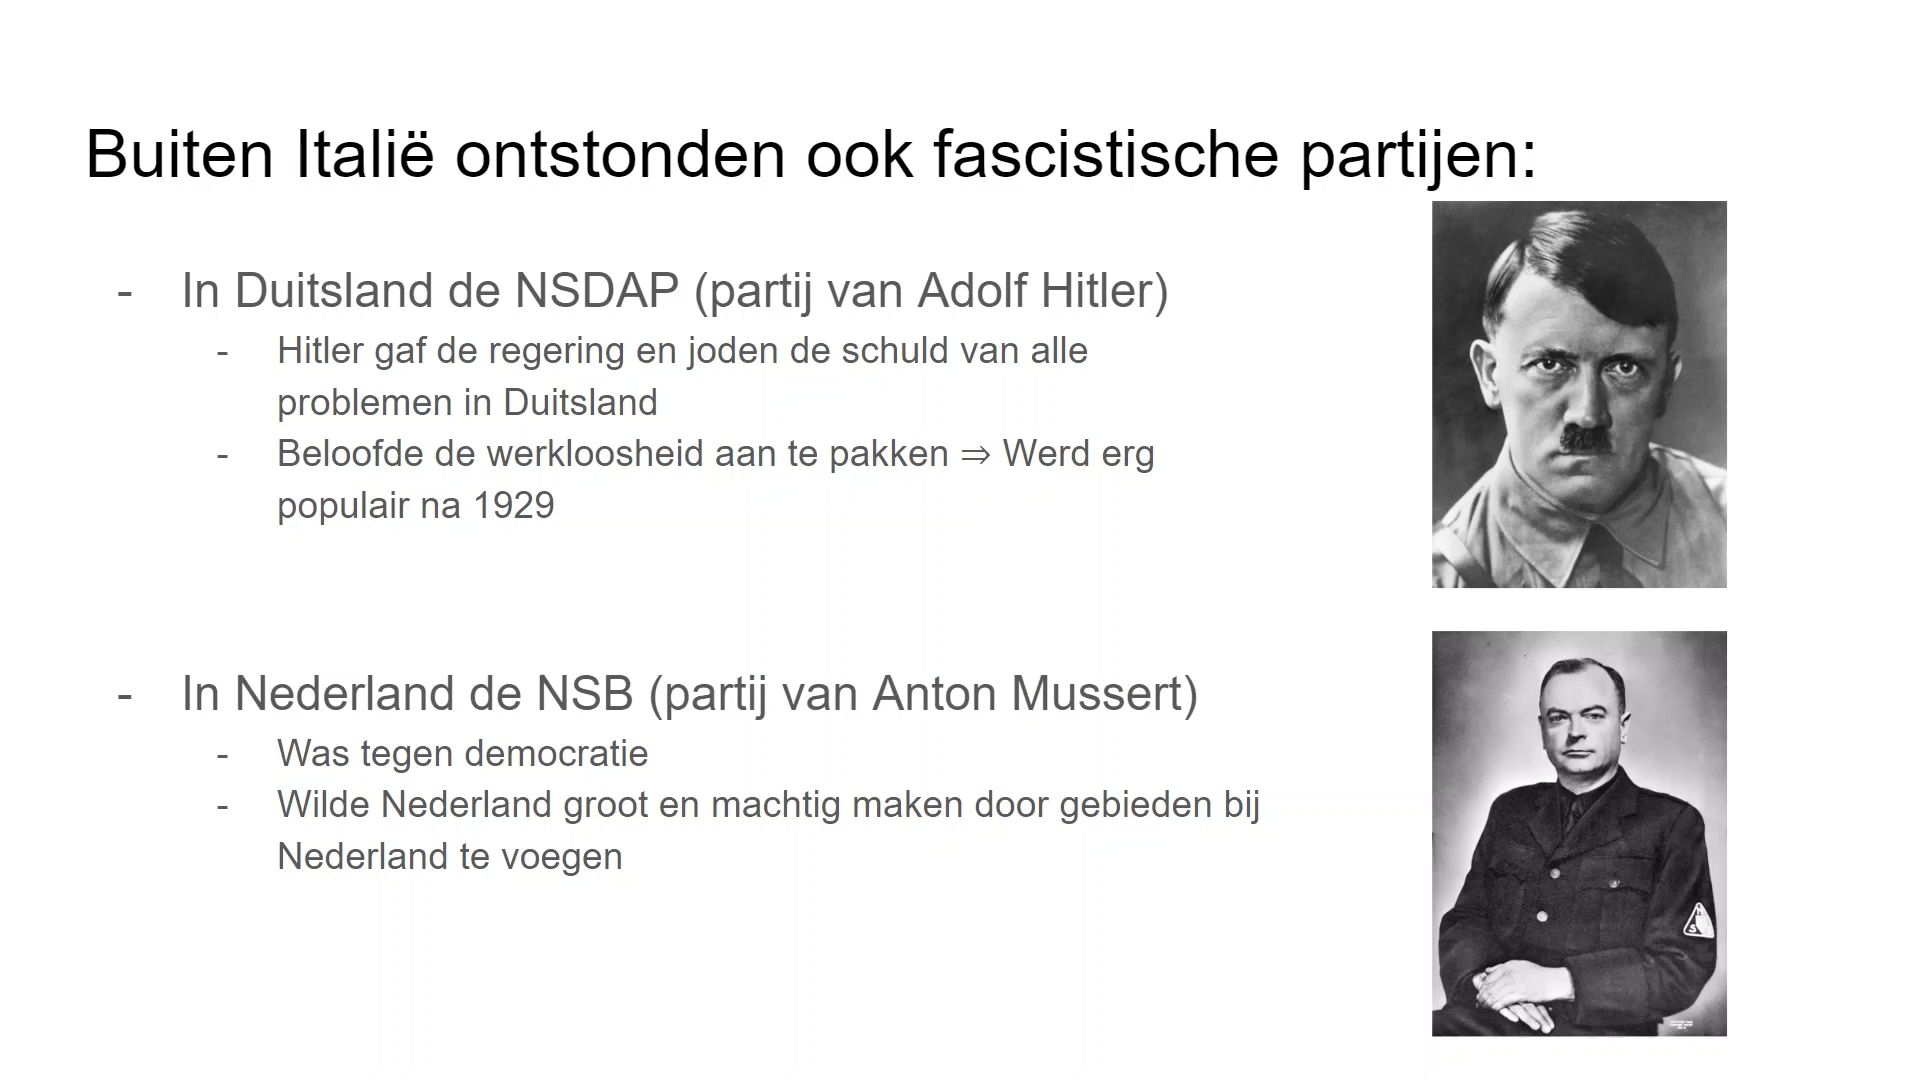 Buiten Italië ontstonden ook fascistische partijen:
- In Duitsland de NSDAP (partij van Adolf Hitler)
- Hitler gaf de regering en joden de schuld van alle
problemen in Duitsland
- Beloofde de werkloosheid aan te pakken ⇒ Werd erg
populair na 1929
- In Nederland de NSB (partij van Anton Mussert)
- Was tegen democratie
- Wilde Nederland groot en machtig maken door gebieden bij
Nederland te voegen